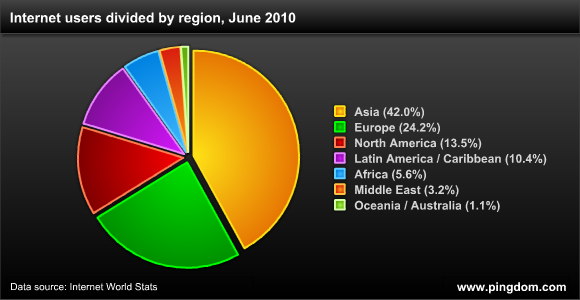 Internet users divided by region, June 2010
Asia (42.0%)
Europe (24.2%)
North America (13.5%)
Latin America / Caribbean (10.4%)
Africa (5.6%)
Middle East (3.2%)
Oceania / Australia (1.1%)
Data source: Internet World Stats
www.pingdom.com